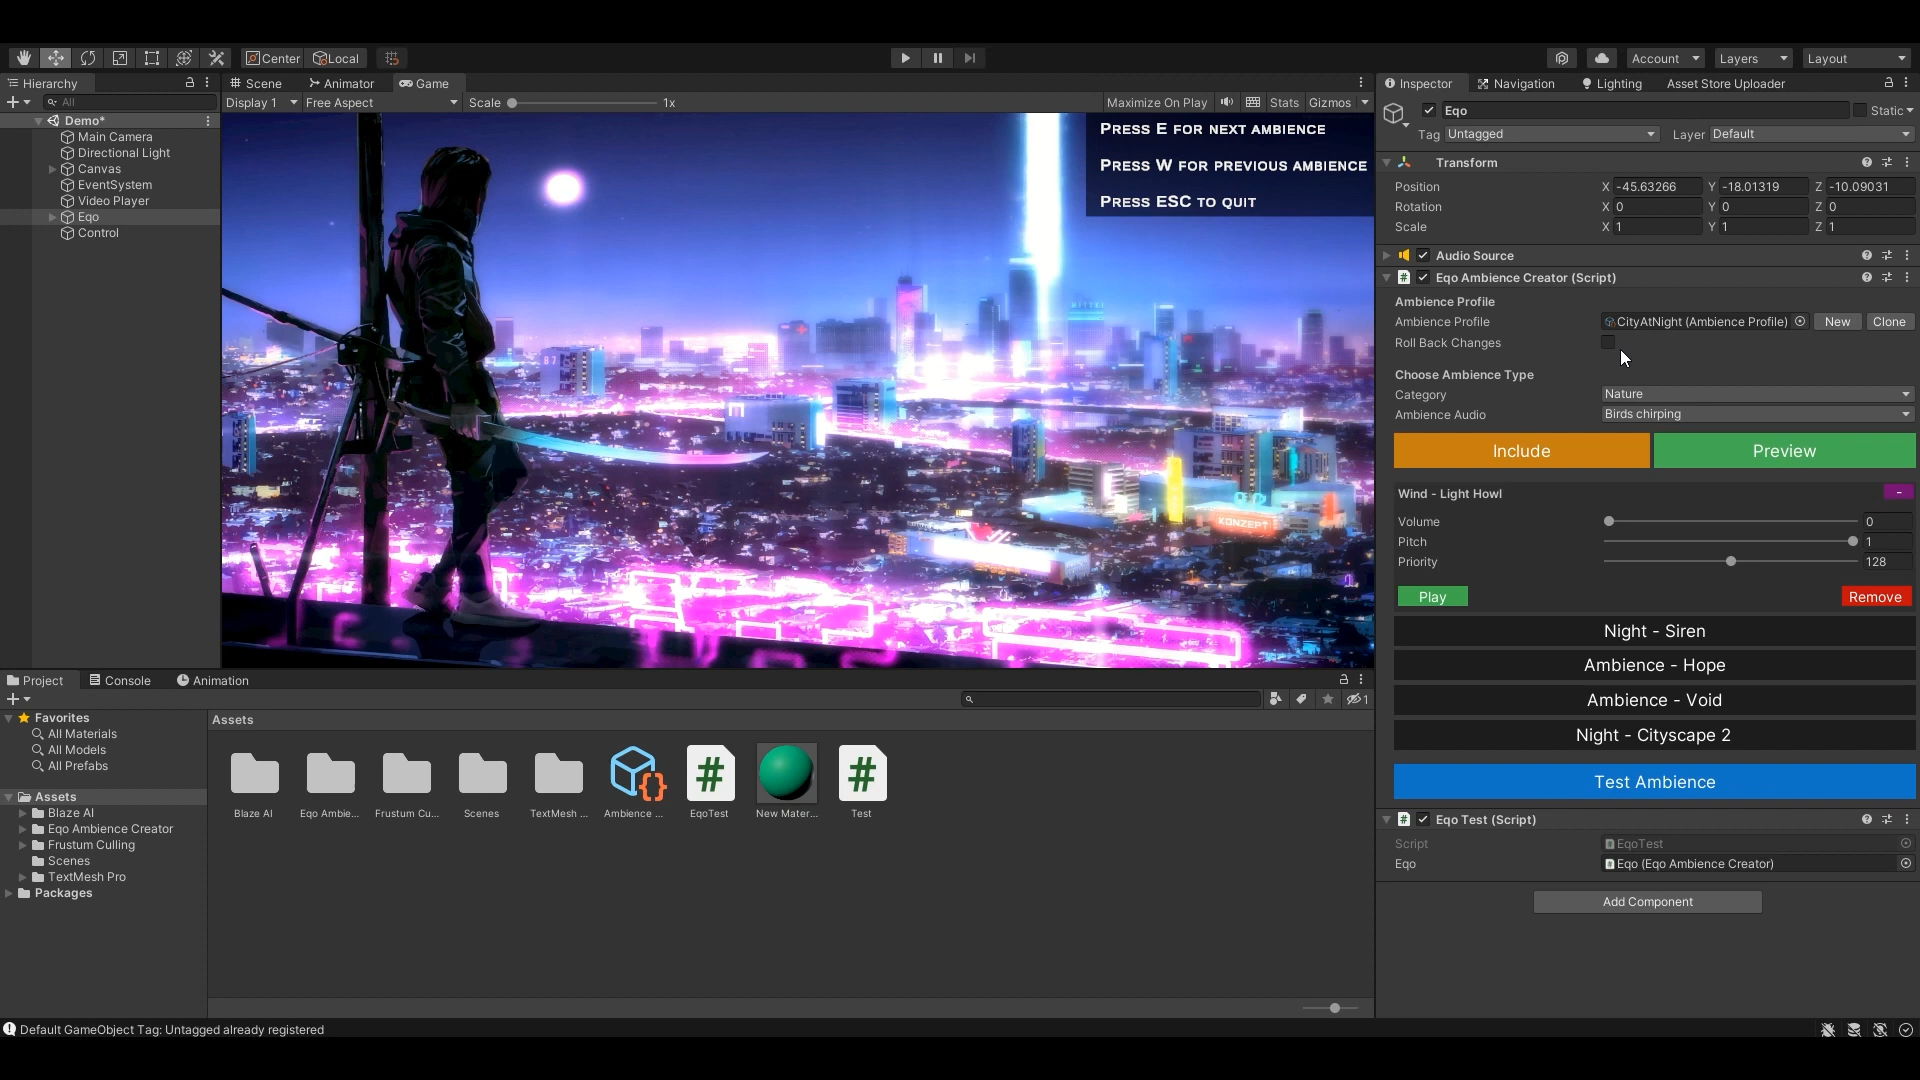 Center
Local
Account
Layers
Layout
Hierarchy
All
Demo*
Main Camera
Directional Light
Canvas
EventSystem
Video Player
Eqo
Control
Scene
Animator
Game
Display 1
Free Aspect
Scale
1x
Maximize On Play
Stats
Gizmos
PRESS E FOR NEXT AMBIENCE
PRESS W FOR PREVIOUS AMBIENCE
PRESS ESC TO QUIT
KONZEPT
Inspector
Navigation
Lighting
Asset Store Uploader
Eqo
Static
Tag Untagged
Layer Default
Transform
Position X -45.63266 Y -18.01319 Z -10.09031
Rotation X 0 Y 0 Z 0
Scale X 1 Y 1 Z 1
Audio Source
# Eqo Ambience Creator (Script)
Ambience Profile
Ambience Profile CityAtNight (Ambience Profile) New Clone
Roll Back Changes
Choose Ambience Type
Category Nature
Ambience Audio Birds chirping
Include
Preview
Wind - Light Howl -
Volume 0
Pitch 1
Priority 128
Play
Remove
Night - Siren
Ambience - Hope
Ambience - Void
Night - Cityscape 2
Test Ambience
# Eqo Test (Script)
Script EqoTest
Eqo Eqo (Eqo Ambience Creator)
Add Component
Project
Console
Animation
1
Favorites
All Materials
All Models
All Prefabs
Assets
Blaze AI
Eqo Ambience Creator
Frustum Culling
Scenes
TextMesh Pro
Packages
Assets
Blaze AI
Eqo Ambie...
Frustum Cu...
Scenes
TextMesh ...
Ambience ...
EqoTest
New Mater...
Test
Default GameObject Tag: Untagged already registered